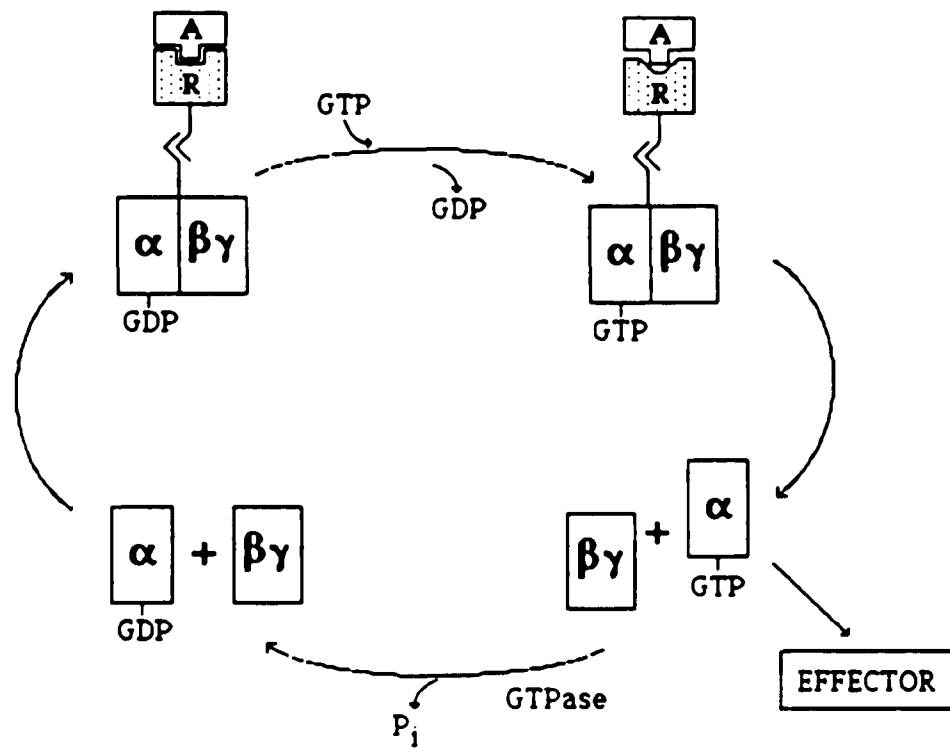 A
R
A
R
GTP
GDP
α βγ
GDP
α βγ
GTP
α + βγ
GDP
βγ + α
GTP
GTPase
Pi
EFFECTOR